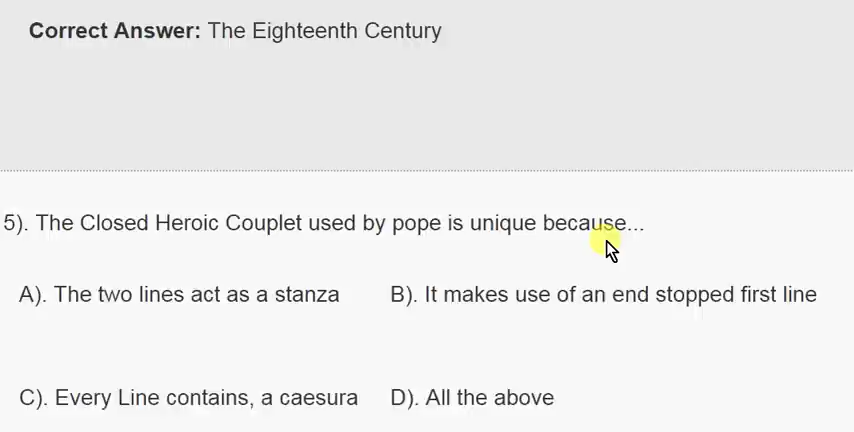 Correct Answer: The Eighteenth Century
5). The Closed Heroic Couplet used by pope is unique because...
A). The two lines act as a stanza B). It makes use of an end stopped first line
C). Every Line contains, a caesura D). All the above